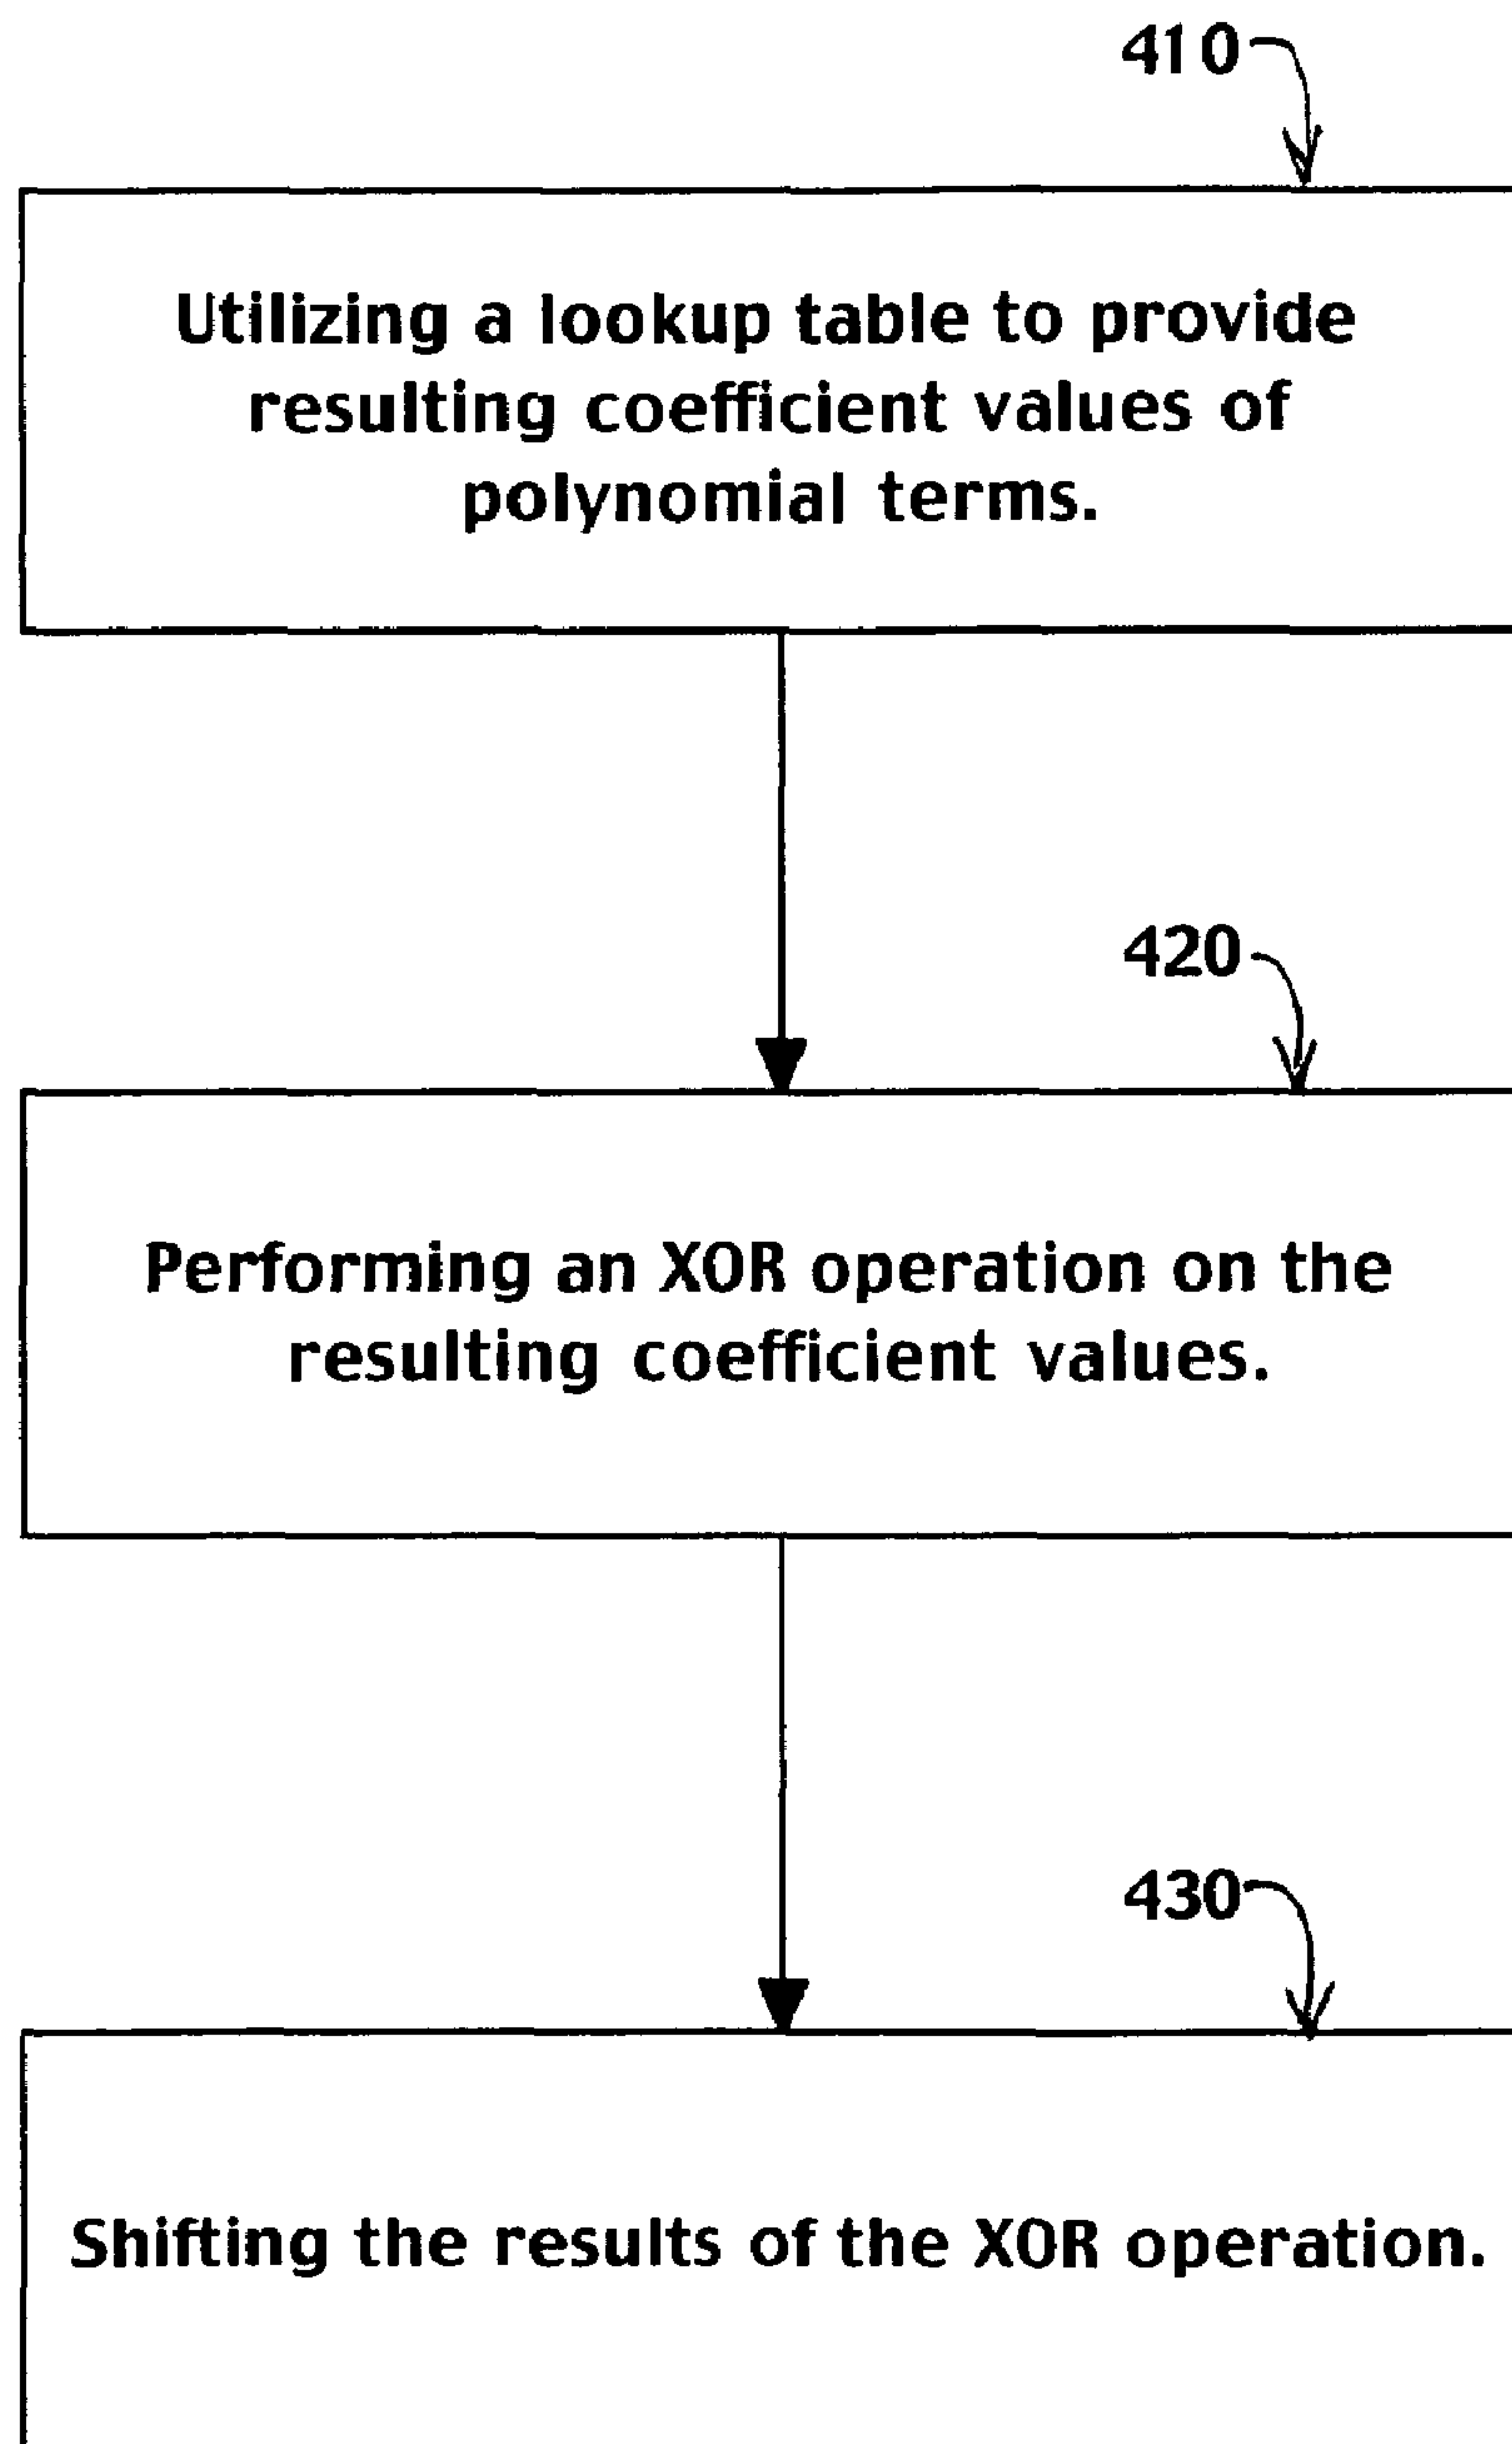 410
Utilizing a lookup table to provide
resulting coefficient values of
polynomial terms.
420
Performing an XOR operation on the
resulting coefficient values.
430
Shifting the results of the XOR operation.